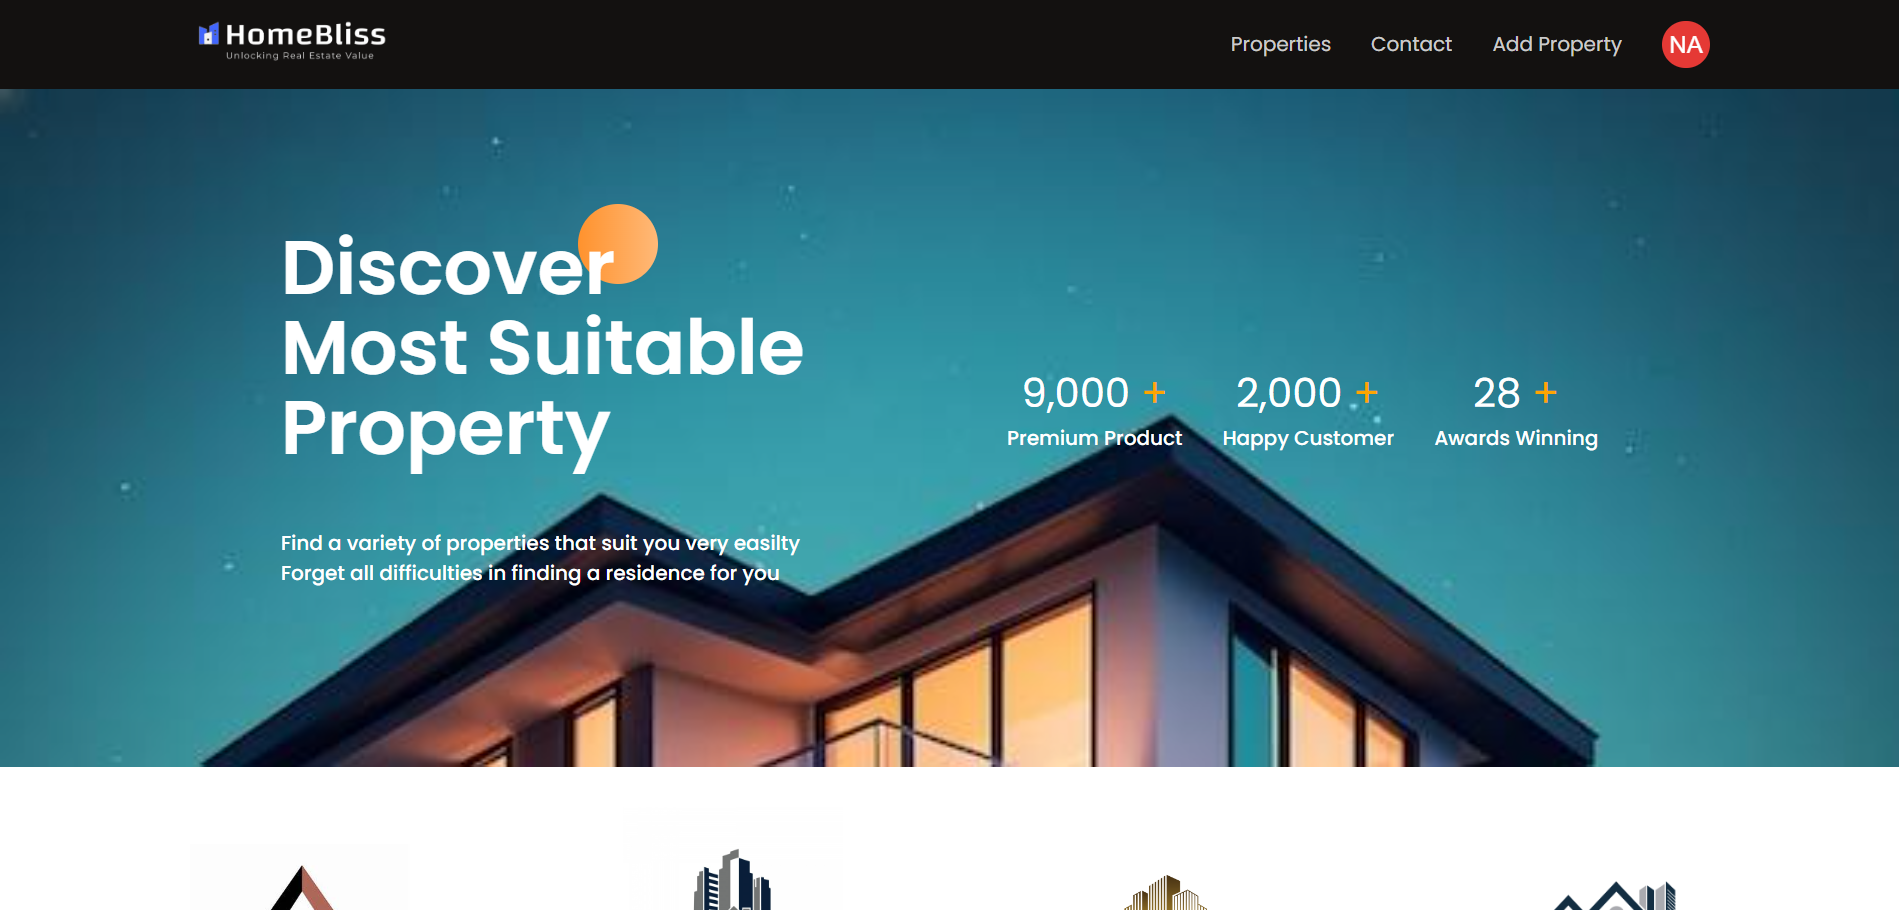 HomeBliss
Unlocking Real Estate Value
Properties
Contact
Add Property
NA
Discover
Most Suitable
Property
Find a variety of properties that suit you very easilty
Forget all difficulties in finding a residence for you
9,000 +
Premium Product
2,000 +
Happy Customer
28 +
Awards Winning